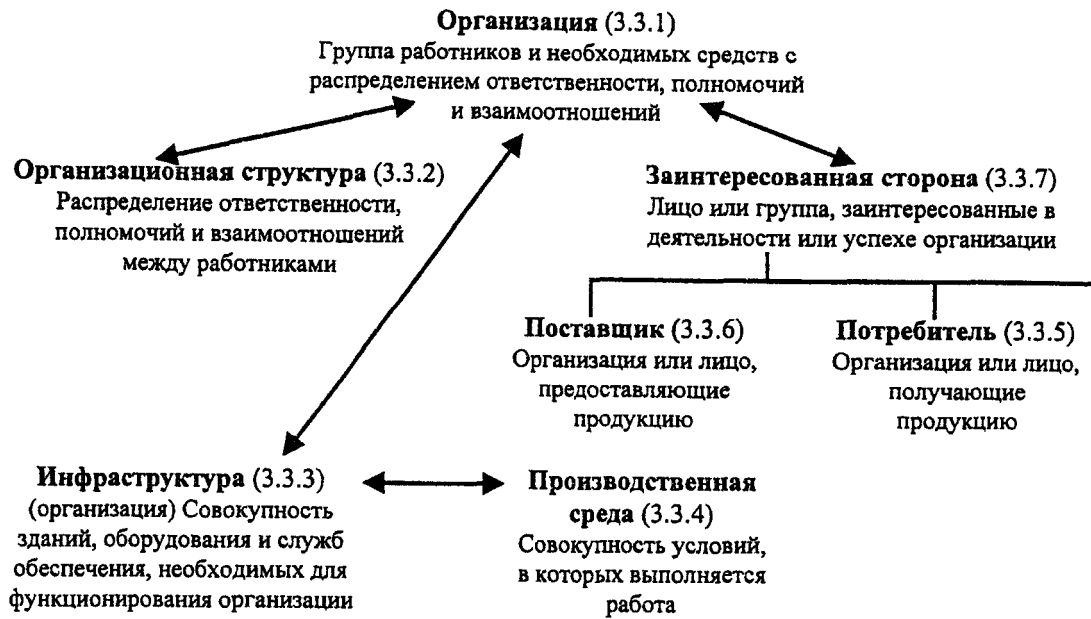 Организация (3.3.1)
Группа работников и необходимых средств с
распределением ответственности, полномочий
и взаимоотношений
Организационная структура (3.3.2)
Распределение ответственности,
полномочий и взаимоотношений
между работниками
Заинтересованная сторона (3.3.7)
Лицо или группа, заинтересованные в
деятельности или успехе организации
Поставщик (3.3.6)
Организация или лицо,
предоставляющие
продукцию
Потребитель (3.3.5)
Организация или лицо,
получающие
продукцию
Инфраструктура (3.3.3)
(организация) Совокупность
зданий, оборудования и служб
обеспечения, необходимых для
функционирования организации
Производственная
среда (3.3.4)
Совокупность условий,
в которых выполняется
работа